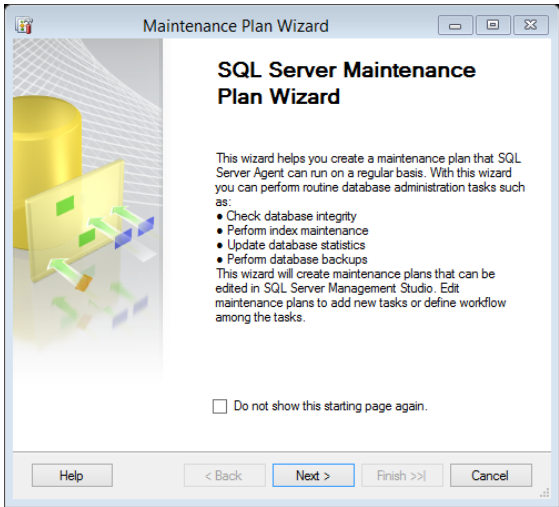 Maintenance Plan Wizard
SQL Server Maintenance
Plan Wizard
This wizard helps you create a maintenance plan that SQL
Server Agent can run on a regular basis. With this wizard
you can perform routine database administration tasks such
as:
● Check database integrity
● Perform index maintenance
● Update database statistics
● Perform database backups
This wizard will create maintenance plans that can be
edited in SQL Server Management Studio. Edit
maintenance plans to add new tasks or define workflow
among the tasks.
Do not show this starting page again.
Help
< Back
Next >
Finish >>|
Cancel